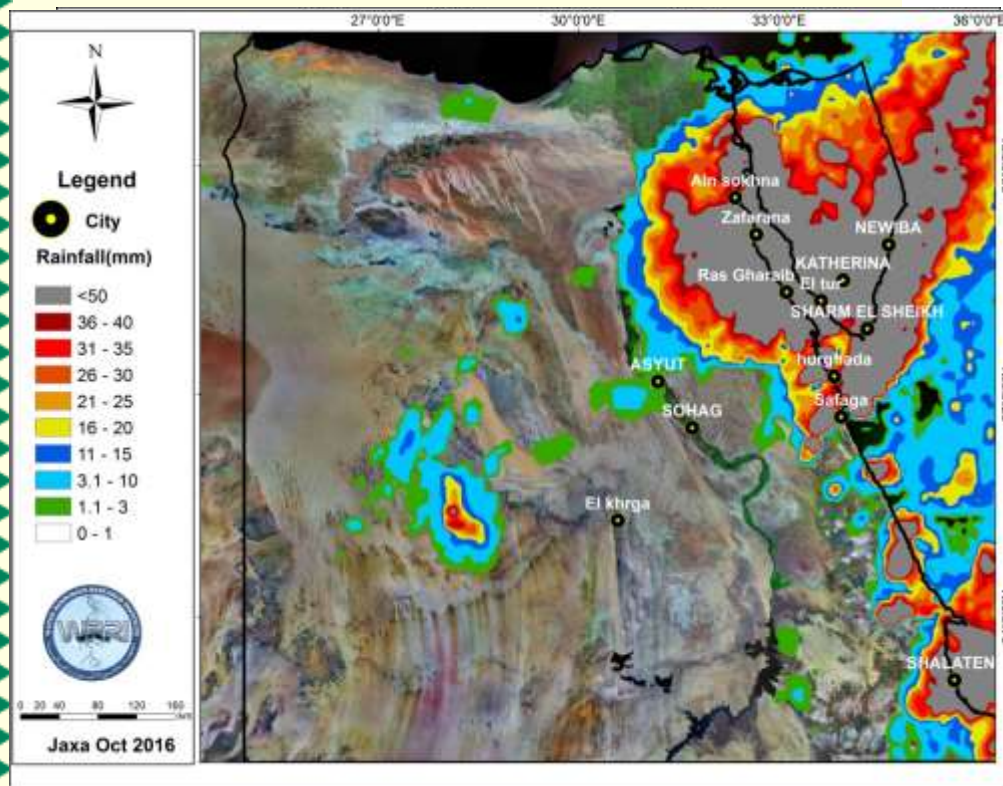 27°0'0"E 30°0'0"E 33°0'0"E 36°0'0"E
N
Legend
City
Rainfall(mm)
<50
36 - 40
31 - 35
26 - 30
21 - 25
16 - 20
11 - 15
3.1 - 10
1.1 - 3
0 - 1
WRRI
0 20 40 80 120 160
Jaxa Oct 2016
Ain sokhna
Zafarana
NEWIBA
KATHERINA
Ras Gharaib
El tur
SHARM EL SHEIKH
hurghada
Safaga
ASYUT
SOHAG
El khrga
SHALATEN